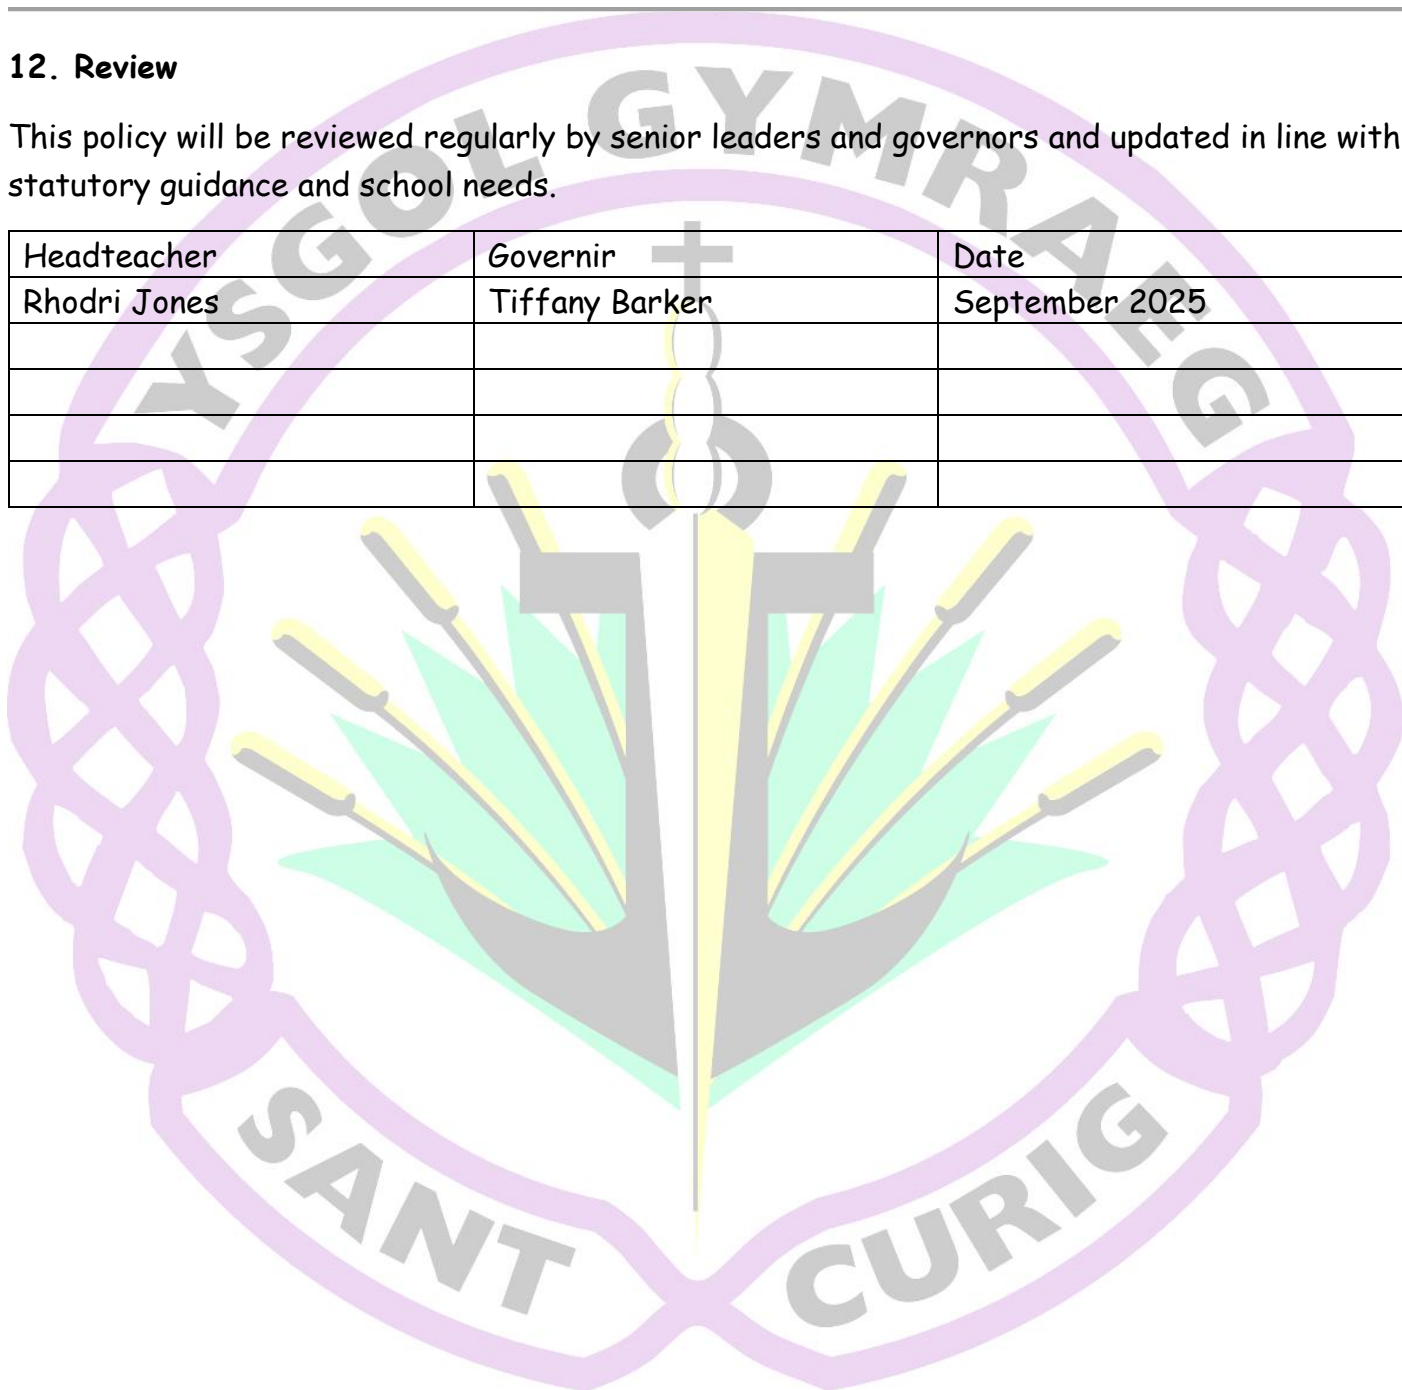 12. Review
This policy will be reviewed regularly by senior leaders and governors and updated in line with
statutory guidance and school needs.
Headteacher Governir Date
Rhodri Jones Tiffany Barker September 2025
YSGOL GYMRAEG
SANT CURIG